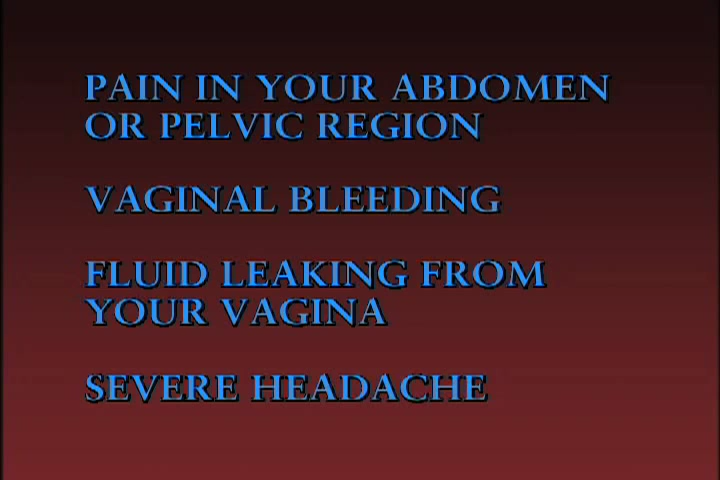 PAIN IN YOUR ABDOMEN
OR PELVIC REGION
VAGINAL BLEEDING
FLUID LEAKING FROM
YOUR VAGINA
SEVERE HEADACHE